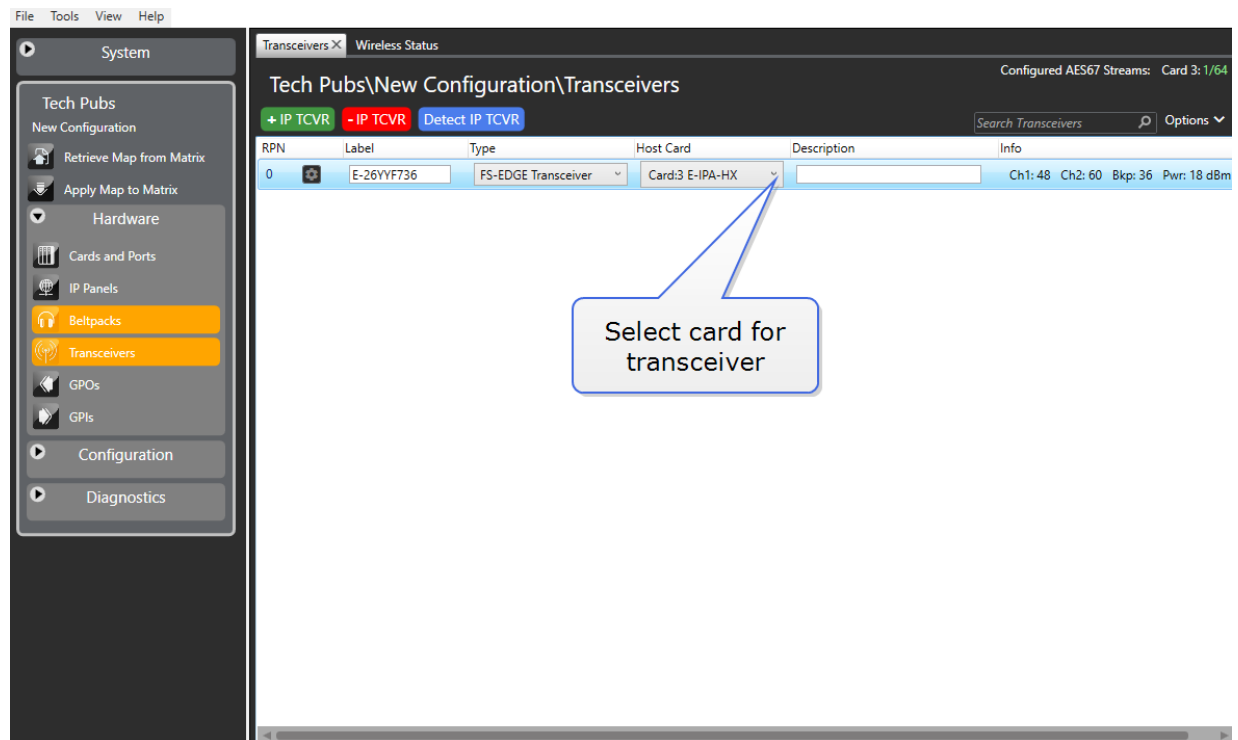 File Tools View Help
System
Tech Pubs
New Configuration
Retrieve Map from Matrix
Apply Map to Matrix
Hardware
Cards and Ports
IP Panels
Beltpacks
Transceivers
GPOs
GPIs
Configuration
Diagnostics
Transceivers Wireless Status
Configured AES67 Streams: Card 3: 1/64
Tech Pubs\New Configuration\Transceivers
+ IP TCVR - IP TCVR Detect IP TCVR Search Transceivers Options
RPN Label Type Host Card Description Info
0 E-26YYF736 FS-EDGE Transceiver Card:3 E-IPA-HX Ch1: 48 Ch2: 60 Bkp: 36 Pwr: 18 dBm
Select card for
transceiver